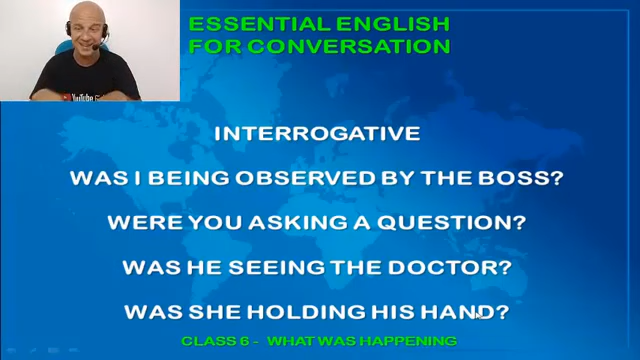 ESSENTIAL ENGLISH
FOR CONVERSATION
YouTube
INTERROGATIVE
WAS I BEING OBSERVED BY THE BOSS?
WERE YOU ASKING A QUESTION?
WAS HE SEEING THE DOCTOR?
WAS SHE HOLDING HIS HAND?
CLASS 6 - WHAT WAS HAPPENING